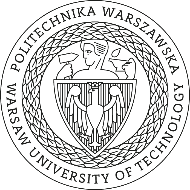 POLITECHNIKA WARSZAWSKA
WARSAW UNIVERSITY OF TECHNOLOGY